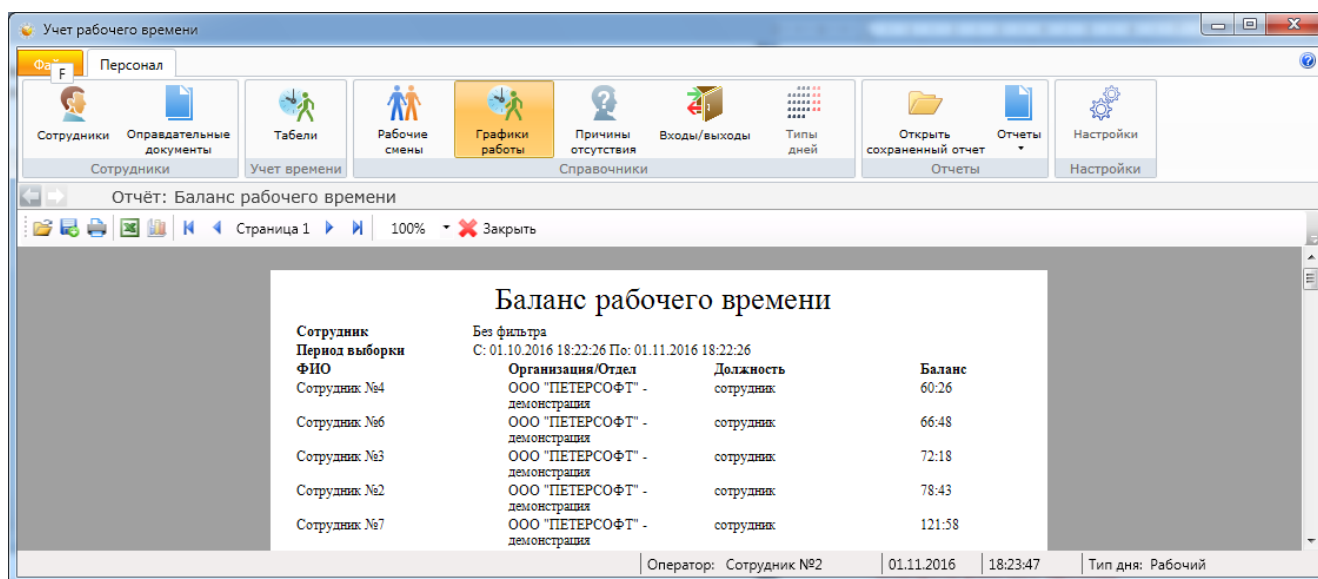 Учет рабочего времени
Персонал
F
Сотрудники Оправдательные документы Табели Рабочие смены Графики работы Причины отсутствия Входы/выходы Типы дней Открыть сохраненный отчет Отчеты Настройки
Сотрудники Учет времени Справочники Отчеты Настройки
Отчёт: Баланс рабочего времени
Страница 1 100% Закрыть
Баланс рабочего времени
Сотрудник Без фильтра
Период выборки С: 01.10.2016 18:22:26 По: 01.11.2016 18:22:26
ФИО Организация/Отдел Должность Баланс
Сотрудник №4 ООО "ПЕТЕРСОФТ" - сотрудник 60:26
демонстрация
Сотрудник №6 ООО "ПЕТЕРСОФТ" - сотрудник 66:48
демонстрация
Сотрудник №3 ООО "ПЕТЕРСОФТ" - сотрудник 72:18
демонстрация
Сотрудник №2 ООО "ПЕТЕРСОФТ" - сотрудник 78:43
демонстрация
Сотрудник №7 ООО "ПЕТЕРСОФТ" - сотрудник 121:58
демонстрация
Оператор: Сотрудник №2 01.11.2016 18:23:47 Тип дня: Рабочий